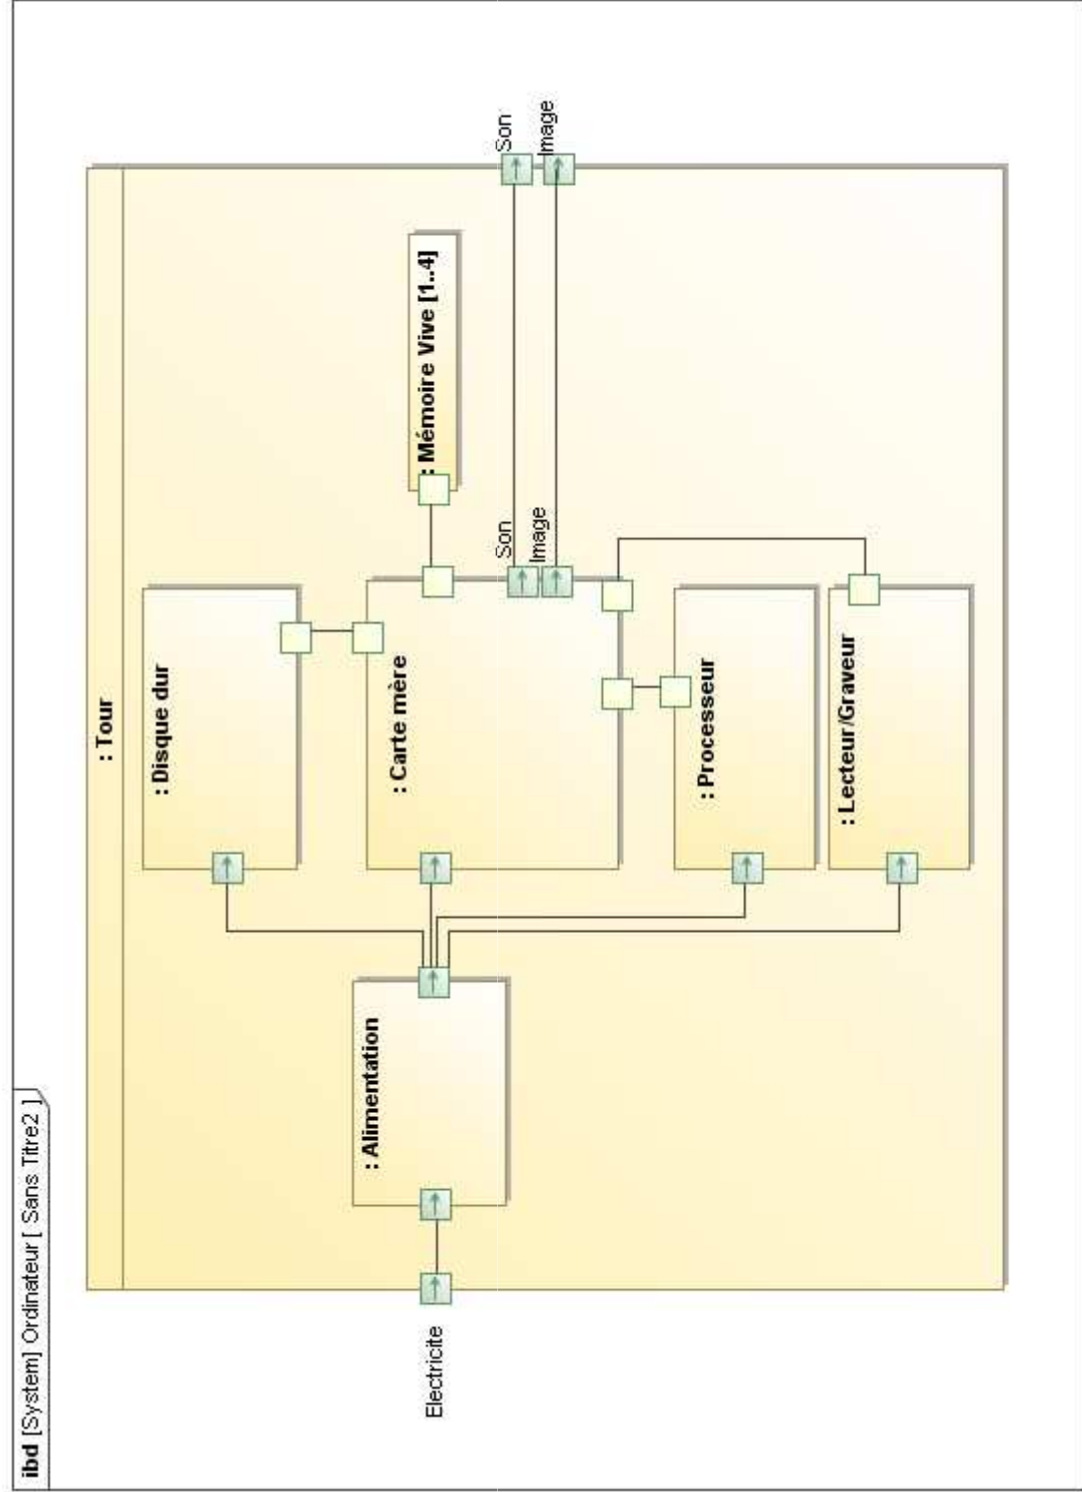 ibd [System] Ordinateur [ Sans Titre2 ]
: Tour
: Disque dur
: Mémoire Vive [1..4]
: Carte mère
: Alimentation
Electricite
Son
Image
Son
Image
: Processeur
: Lecteur/Graveur